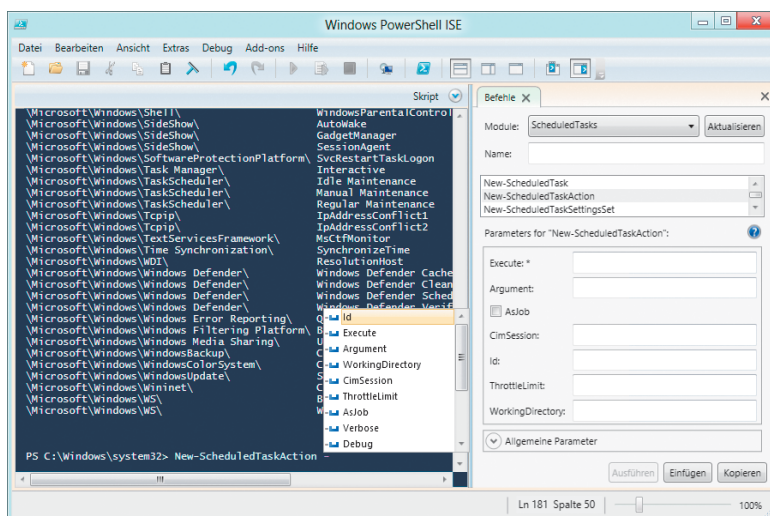 Windows PowerShell ISE
Datei Bearbeiten Ansicht Extras Debug Add-ons Hilfe
Skript
\Microsoft\Windows\Shell\ WindowsParentalControl
\Microsoft\Windows\SideShow\ AutoWake
\Microsoft\Windows\SideShow\ GadgetManager
\Microsoft\Windows\SideShow\ SessionAgent
\Microsoft\Windows\SoftwareProtectionPlatform\ SvcRestartTaskLogon
\Microsoft\Windows\Task Manager\ Interactive
\Microsoft\Windows\TaskScheduler\ Idle Maintenance
\Microsoft\Windows\TaskScheduler\ Manual Maintenance
\Microsoft\Windows\TaskScheduler\ Regular Maintenance
\Microsoft\Windows\Tcpip\ IpAddressConflict1
\Microsoft\Windows\Tcpip\ IpAddressConflict2
\Microsoft\Windows\TextServicesFramework\ MsCtfMonitor
\Microsoft\Windows\Time Synchronization\ SynchronizeTime
\Microsoft\Windows\WDI\ ResolutionHost
\Microsoft\Windows\Windows Defender\ Windows Defender Cache
\Microsoft\Windows\Windows Defender\ Windows Defender Clean
\Microsoft\Windows\Windows Defender\ Windows Defender Sched
\Microsoft\Windows\Windows Defender\ Windows Defender Verif
\Microsoft\Windows\Windows Error Reporting\ Q
\Microsoft\Windows\Windows Filtering Platform\ B
\Microsoft\Windows\Windows Media Sharing\ U
\Microsoft\Windows\WindowsBackup\ C
\Microsoft\Windows\WindowsColorSystem\ C
\Microsoft\Windows\WindowsUpdate\ S
\Microsoft\Windows\Wininet\ C
\Microsoft\Windows\WS\ B
\Microsoft\Windows\WS\ W
Id
Execute
Argument
WorkingDirectory
CimSession
ThrottleLimit
AsJob
Verbose
Debug
PS C:\Windows\system32> New-ScheduledTaskAction -
Befehle
Module: ScheduledTasks Aktualisieren
Name:
New-ScheduledTask
New-ScheduledTaskAction
New-ScheduledTaskSettingsSet
Parameters for "New-ScheduledTaskAction":
Execute: *
Argument:
AsJob
CimSession:
Id:
ThrottleLimit:
WorkingDirectory:
Allgemeine Parameter
Ausführen Einfügen Kopieren
Ln 181 Spalte 50 100%